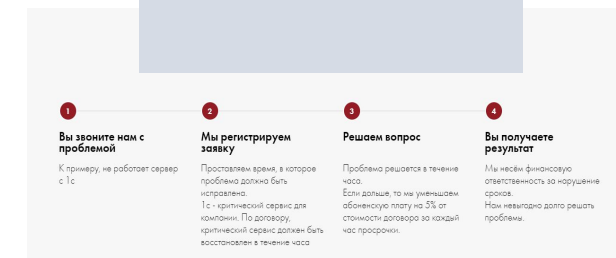 1
Вы звоните нам с
проблемой
К примеру, не работает сервер
с 1с
2
Мы регистрируем
заявку
Проставляем время, в которое
проблема должна быть
исправлена.
1с - критический сервис для
компании. По договору,
критический сервис должен быть
восстановлен в течение часа
3
Решаем вопрос
Проблема решается в течение
часа.
Если дольше, то мы уменьшаем
абонескую плату на 5% от
стоимости договора за каждый
час просрочки.
4
Вы получаете
результат
Мы несём финансовую
ответственность за нарушение
сроков.
Нам невыгодно долго решать
проблемы.